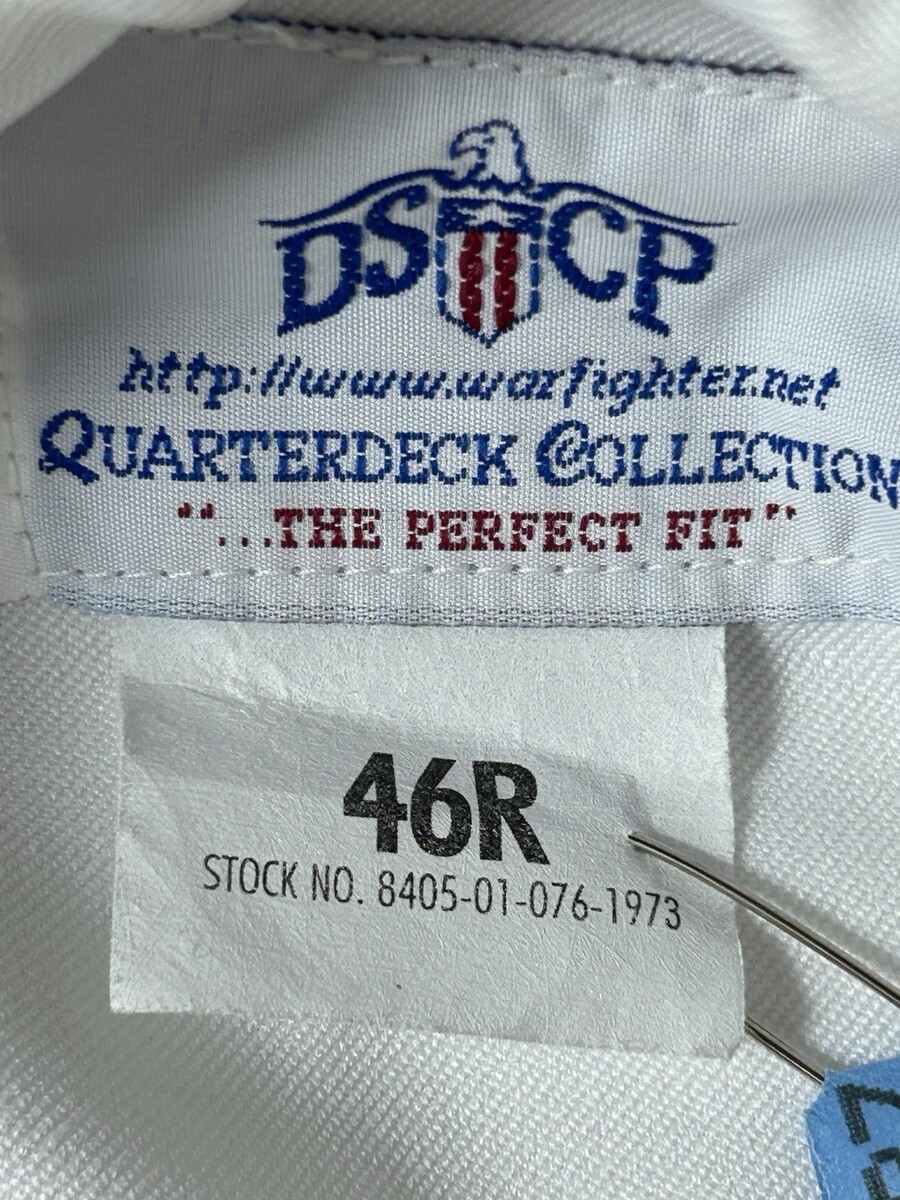 DSCP
http://www.warfighter.net
QUARTERDECK COLLECTION
"...THE PERFECT FIT"
46R
STOCK NO. 8405-01-076-1973